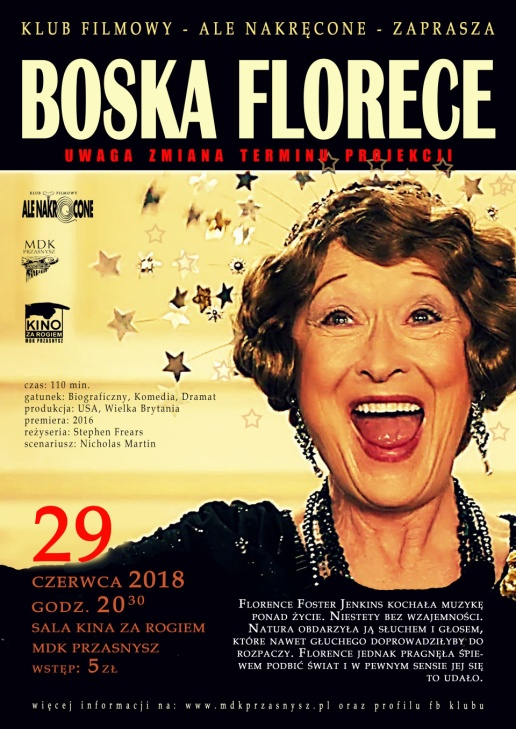 KLUB FILMOWY - ALE NAKRĘCONE - ZAPRASZA
BOSKA FLORECE
UWAGA ZMIANA TERMINU PROJEKCJI
KLUB FILMOWY
ALE NAKRĘCONE
MDK
PRZASNYSZ
KINO
ZA ROGIEM
MDK PRZASNYSZ
czas: 110 min.
gatunek: Biograficzny, Komedia, Dramat
produkcja: USA, Wielka Brytania
premiera: 2016
reżyseria: Stephen Frears
scenariusz: Nicholas Martin
29
CZERWCA 2018
GODZ. 20 30
SALA KINA ZA ROGIEM
MDK PRZASNYSZ
WSTĘP: 5 ZŁ
FLORENCE FOSTER JENKINS KOCHAŁA MUZYKĘ
PONAD ŻYCIE. NIESTETY BEZ WZAJEMNOŚCI.
NATURA OBDARZYŁA JĄ SŁUCHEM I GŁOSEM,
KTÓRE NAWET GŁUCHEGO DOPROWADZIŁYBY DO
ROZPACZY. FLORENCE JEDNAK PRAGNĘŁA ŚPIE-
WEM PODBIĆ ŚWIAT I W PEWNYM SENSIE JEJ SIĘ
TO UDAŁO.
więcej informacji na: www.mdkprzasnysz.pl oraz profilu fb klubu